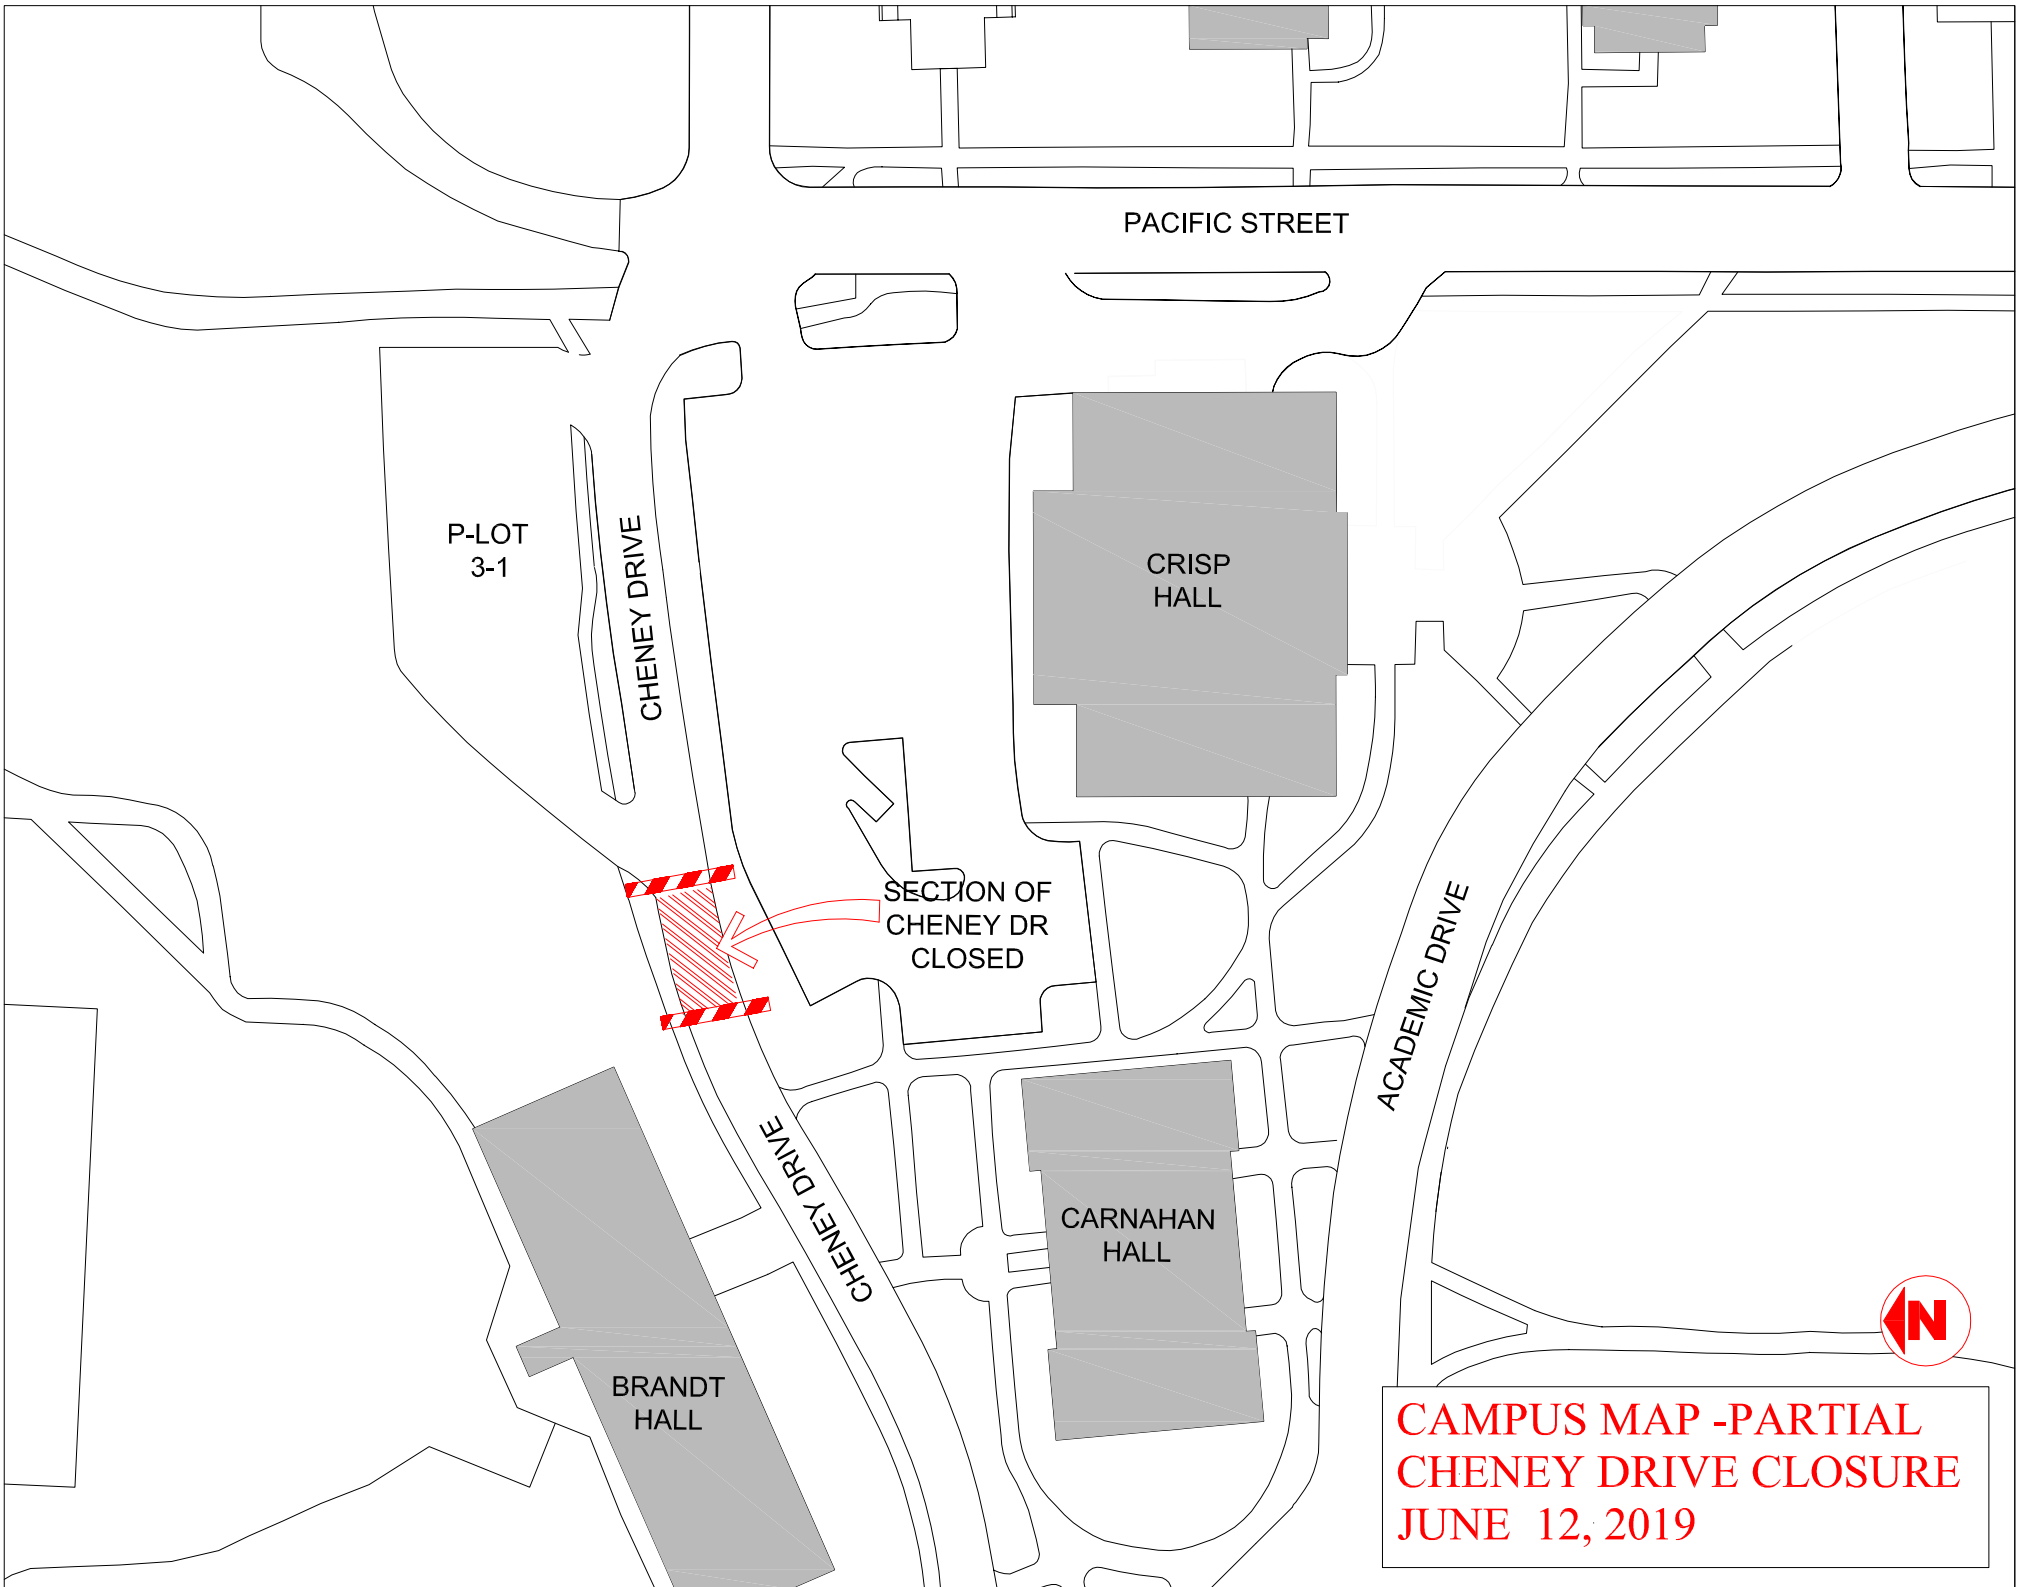 PACIFIC STREET
P-LOT
3-1
CHENEY DRIVE
CRISP
HALL
SECTION OF
CHENEY DR
CLOSED
ACADEMIC DRIVE
CHENEY DRIVE
CARNAHAN
HALL
BRANDT
HALL
N
CAMPUS MAP -PARTIAL
CHENEY DRIVE CLOSURE
JUNE 12, 2019